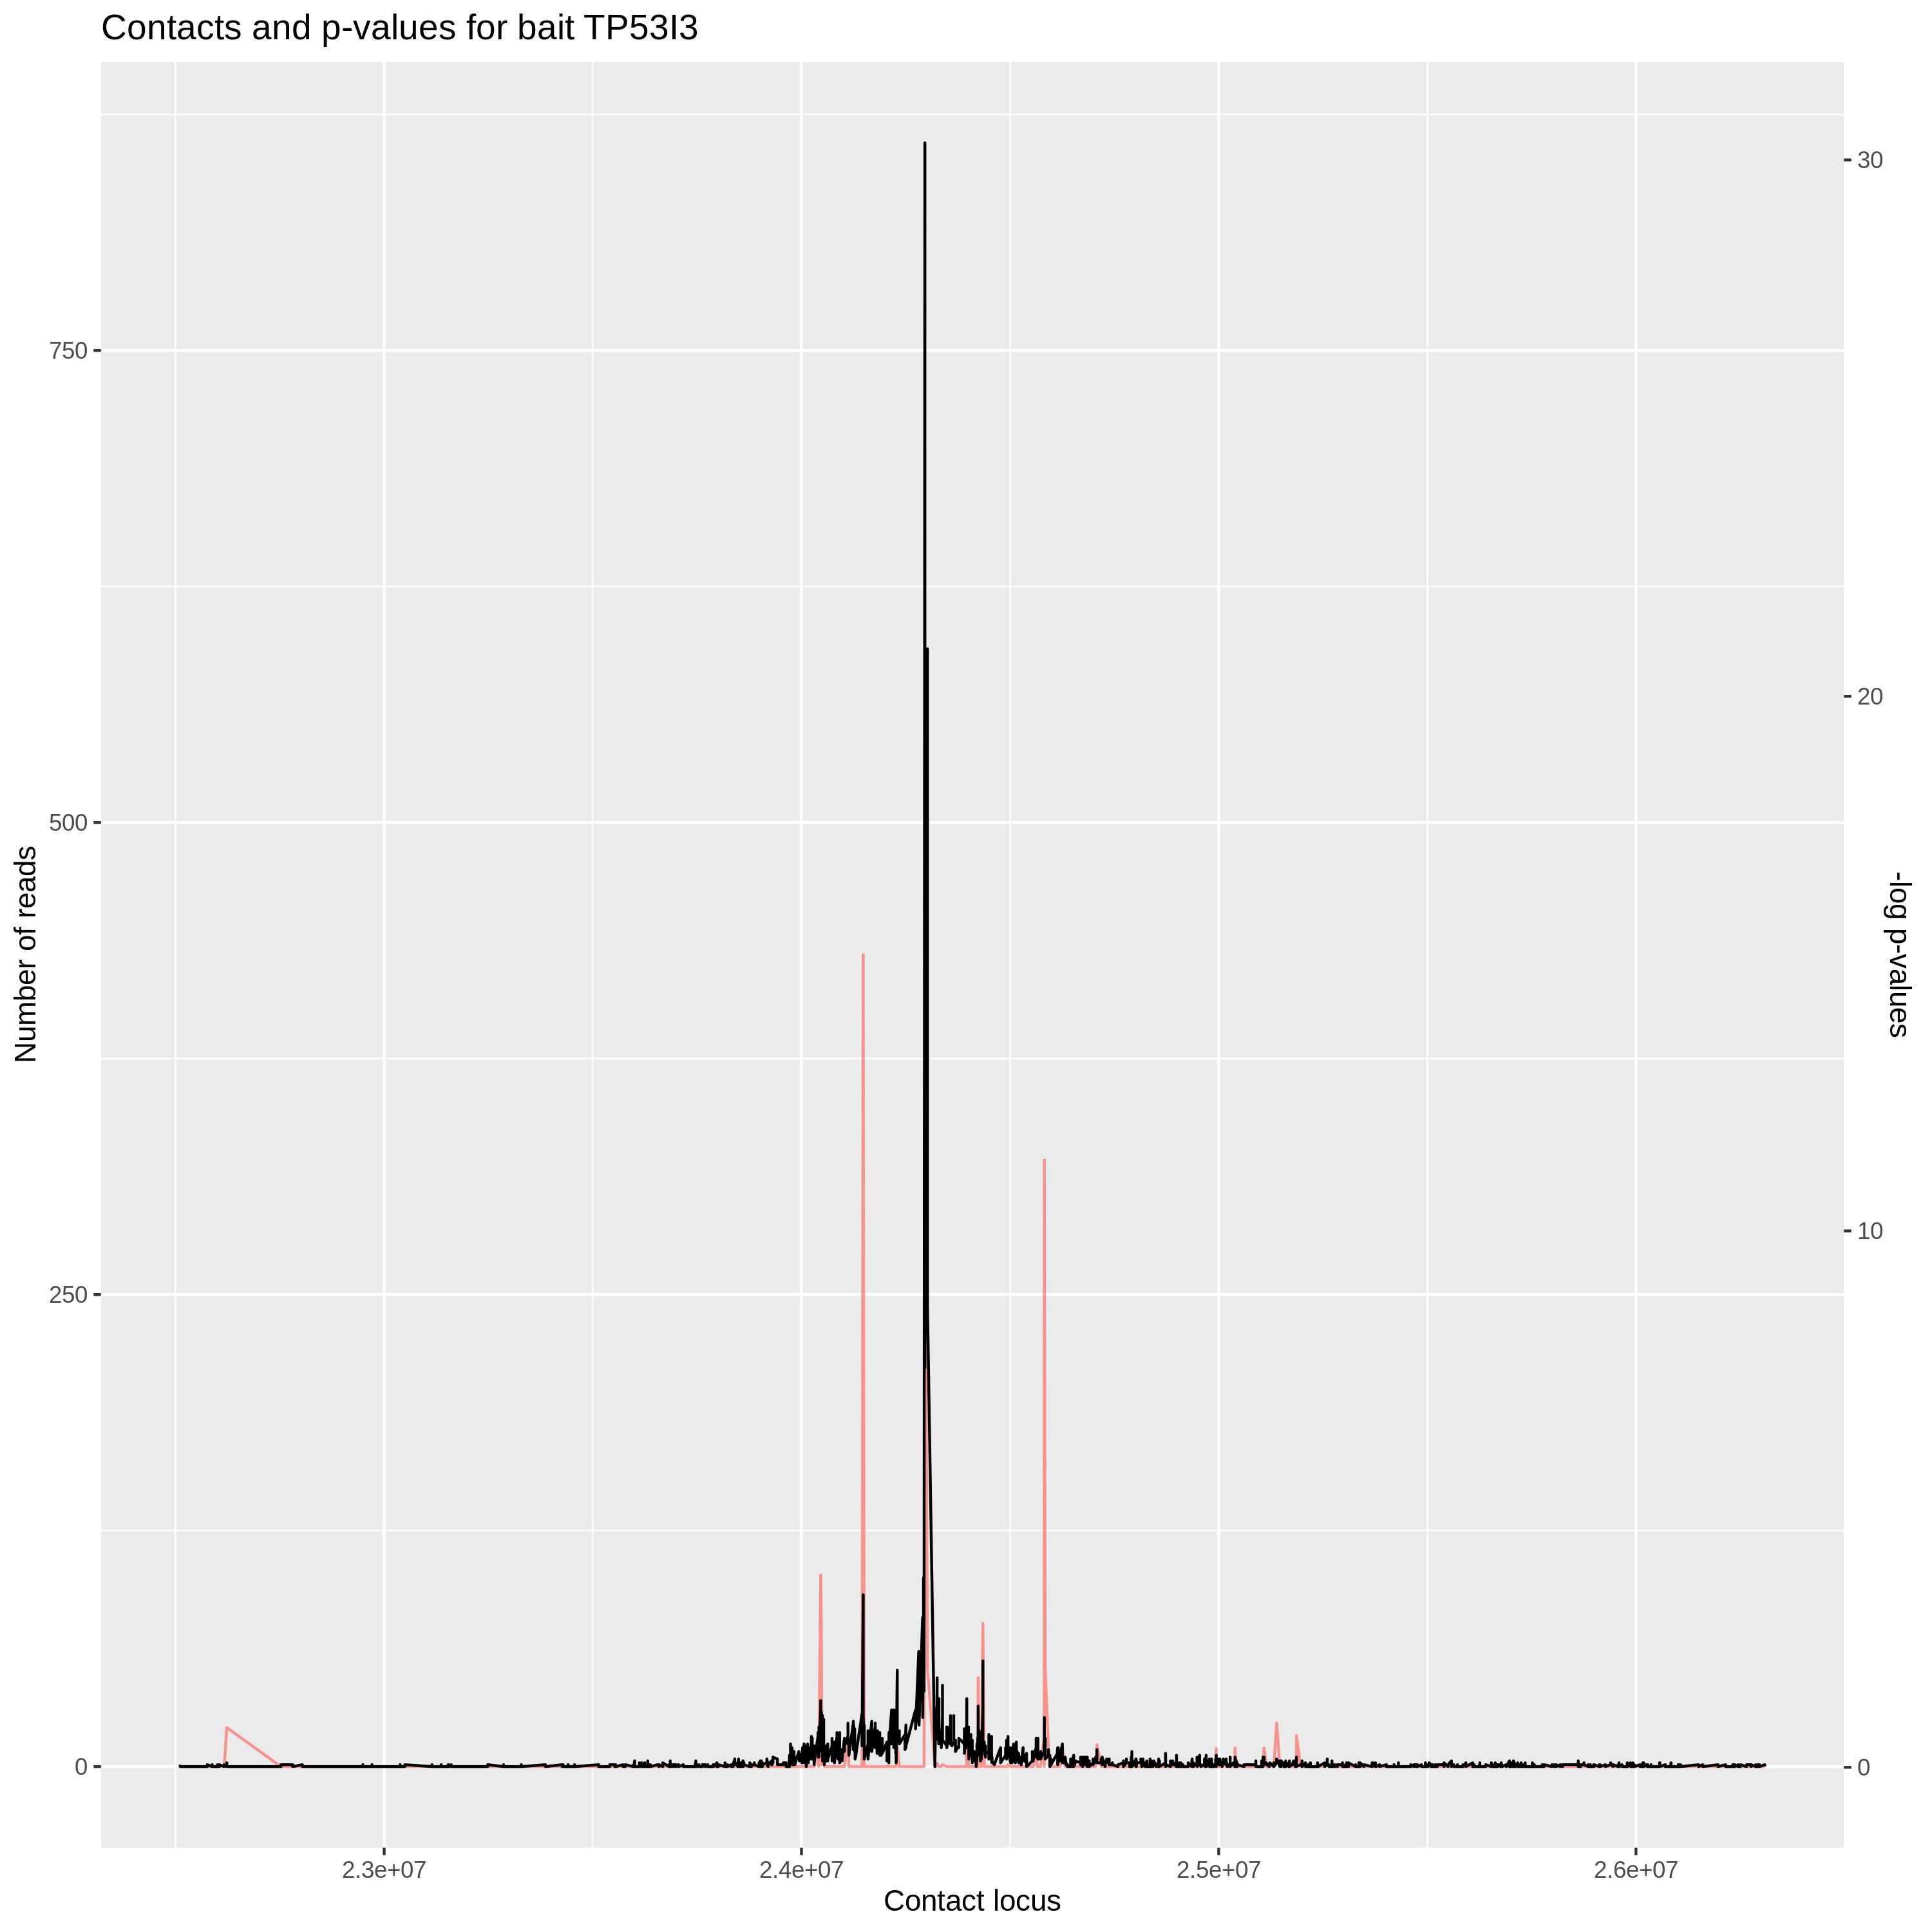 Contacts and p-values for bait TP53I3
30
750
20
500
Number of reads
-log p-values
10
250
0
0
2.3e+07
2.4e+07
2.5e+07
2.6e+07
Contact locus